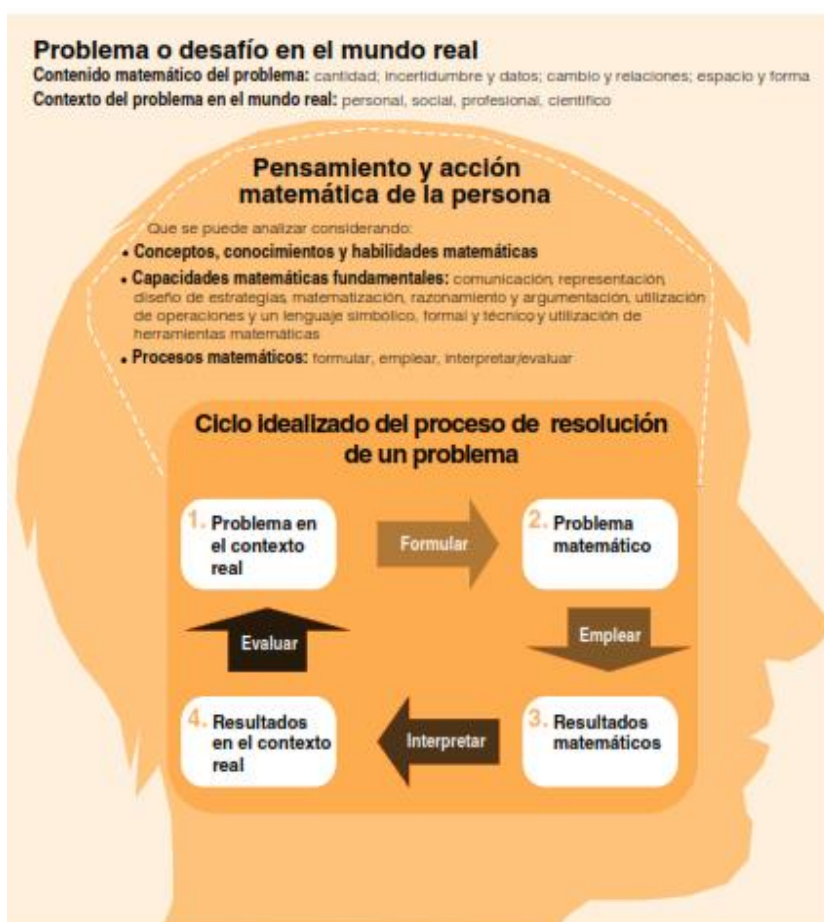 Problema o desafío en el mundo real
Contenido matemático del problema: cantidad; incertidumbre y datos; cambio y relaciones; espacio y forma
Contexto del problema en el mundo real: personal, social, profesional, científico
Pensamiento y acción
matemática de la persona
Que se puede analizar considerando:
• Conceptos, conocimientos y habilidades matemáticas
• Capacidades matemáticas fundamentales: comunicación, representación,
diseño de estrategias, matematización, razonamiento y argumentación, utilización
de operaciones y un lenguaje simbólico, formal y técnico y utilización de
herramientas matemáticas
• Procesos matemáticos: formular, emplear, interpretar/evaluar
Ciclo idealizado del proceso de resolución
de un problema
1. Problema en
el contexto
real
Formular
2. Problema
matemático
Evaluar
Emplear
4. Resultados
en el contexto
real
Interpretar
3. Resultados
matemáticos